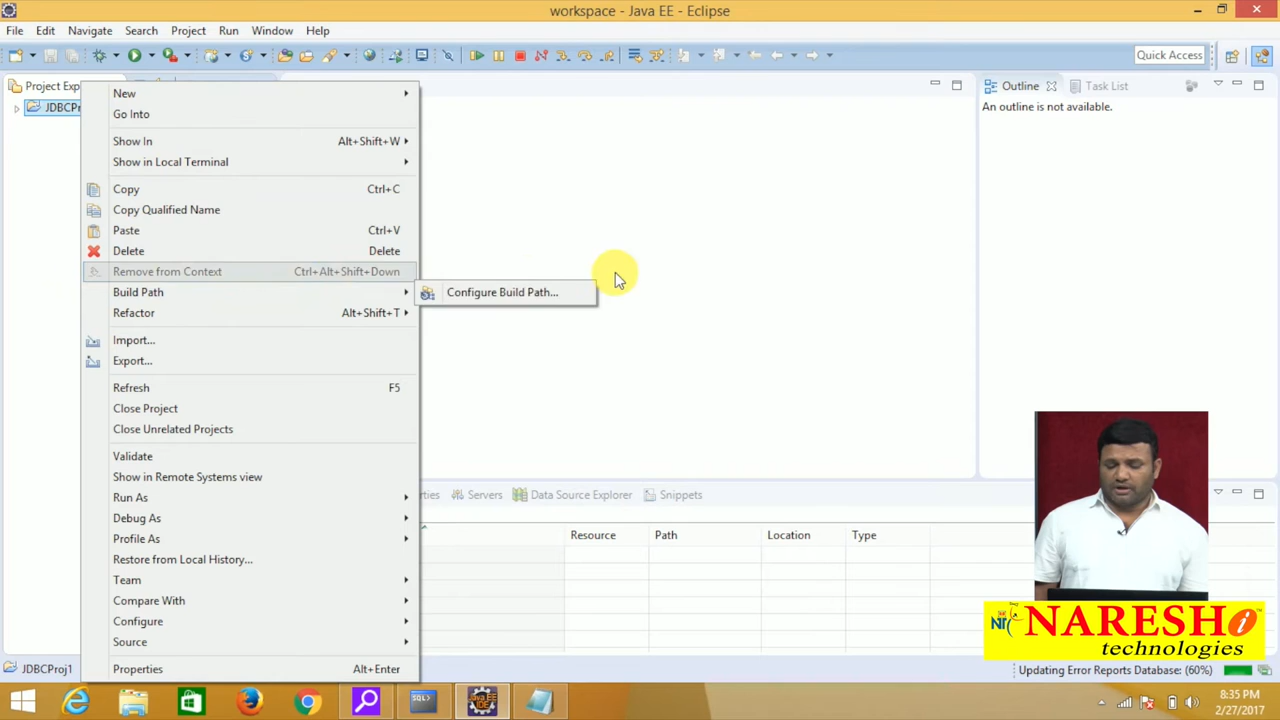 workspace - Java EE - Eclipse
File Edit Navigate Search Project Run Window Help
Quick Access
Project Exp
JDBCPr
New
Go Into
Show In Alt+Shift+W
Show in Local Terminal
Copy Ctrl+C
Copy Qualified Name
Paste Ctrl+V
Delete Delete
Remove from Context Ctrl+Alt+Shift+Down
Build Path
Configure Build Path...
Refactor Alt+Shift+T
Import...
Export...
Refresh F5
Close Project
Close Unrelated Projects
Validate
Show in Remote Systems view
Run As
Debug As
Profile As
Restore from Local History...
Team
Compare With
Configure
Source
Properties Alt+Enter
Outline Task List
An outline is not available.
erties Servers Data Source Explorer Snippets
Resource Path Location Type
NT NARESH i
technologies
JDBCProj1
Updating Error Reports Database: (60%)
SQL>
Java EE
IDE
8:35 PM
2/27/2017